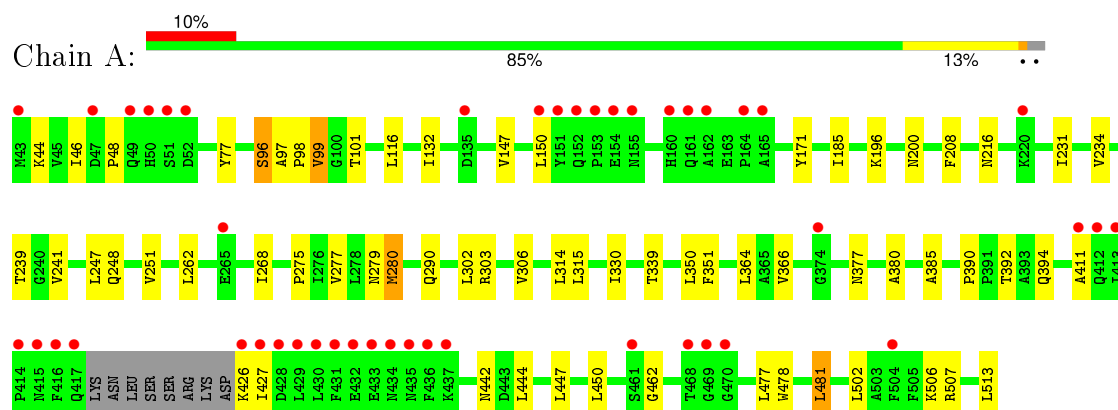 10%
Chain A:
85% 13% • •
M43 K44 V45 I46 D47 P48 Q49 H50 S51 D52 Y77 S96 A97 P98 V99 G100 T101 L116 I132 D135 V147 L150 Y151 Q152 P153 E154 N155 H160 Q161 A162 E163 P164 A165 Y171 I185 K196 N200 F208 N216 K220 I231 V234
T239 G240 V241 L247 Q248 V251 L262 E265 I268 P275 I276 V277 L278 N279 M280 Q290 L302 R303 V306 L314 L315 I330 T339 L350 F351 L364 A365 V366 G374 N377 A380 A385 P390 P391 T392 A393 Q394 A411 Q412 I413
P414 N415 F416 Q417 LYS ASN LEU SER SER ARG LYS ASP K426 I427 D428 L429 L430 F431 E432 E433 N434 N435 F436 K437 N442 D443 L444 L447 L450 S461 G462 T468 G469 G470 L477 W478 L481 L502 A503 F504 F505 K506 R507 L513